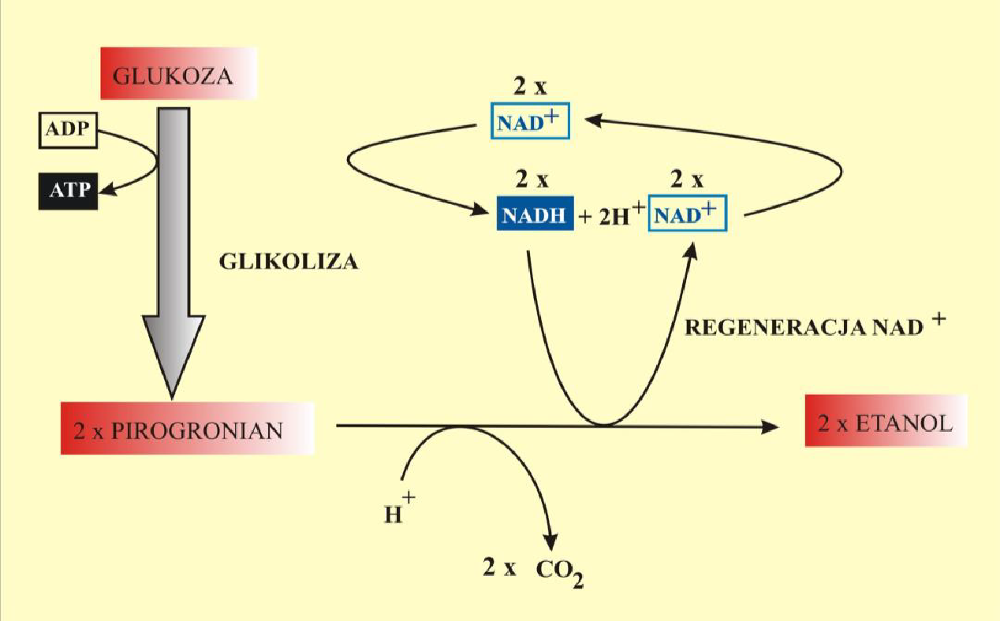 GLUKOZA
ADP
ATP
GLIKOLIZA
2 x PIROGRONIAN
2 x
NAD+
2 x 2 x
NADH + 2H+ NAD+
REGENERACJA NAD +
2 x ETANOL
H+
2 x CO2